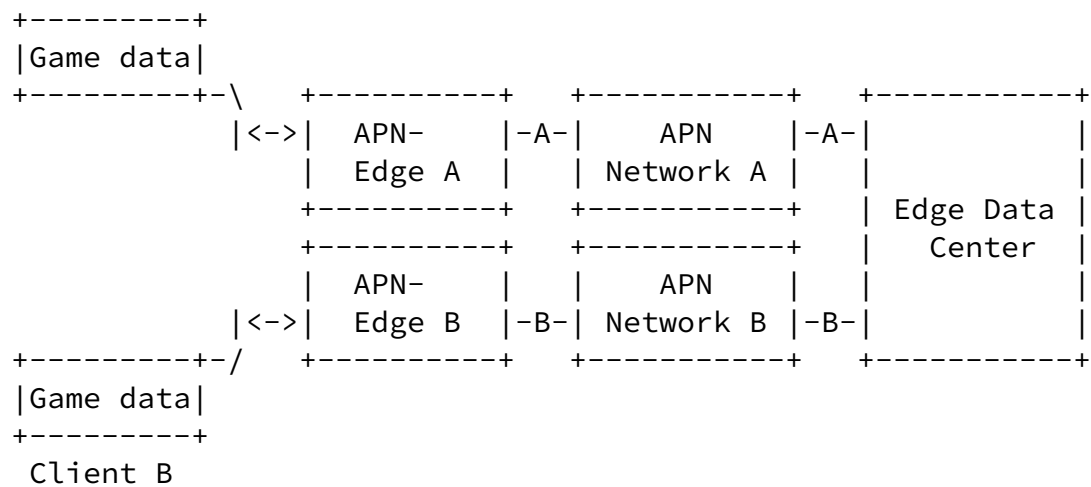 +---------+
|Game data|
+---------+-\    +----------+    +-----------+    +-----------+
             |<->|  APN-    |-A-|    APN    |-A-|           |
                 |  Edge A  |   | Network A |   |           |
                 +----------+    +-----------+   | Edge Data |
                 +----------+    +-----------+   |   Center  |
                 |  APN-    |   |    APN    |   |           |
             |<->|  Edge B  |-B-| Network B |-B-|           |
+---------+-/    +----------+    +-----------+    +-----------+
|Game data|
+---------+
 Client B